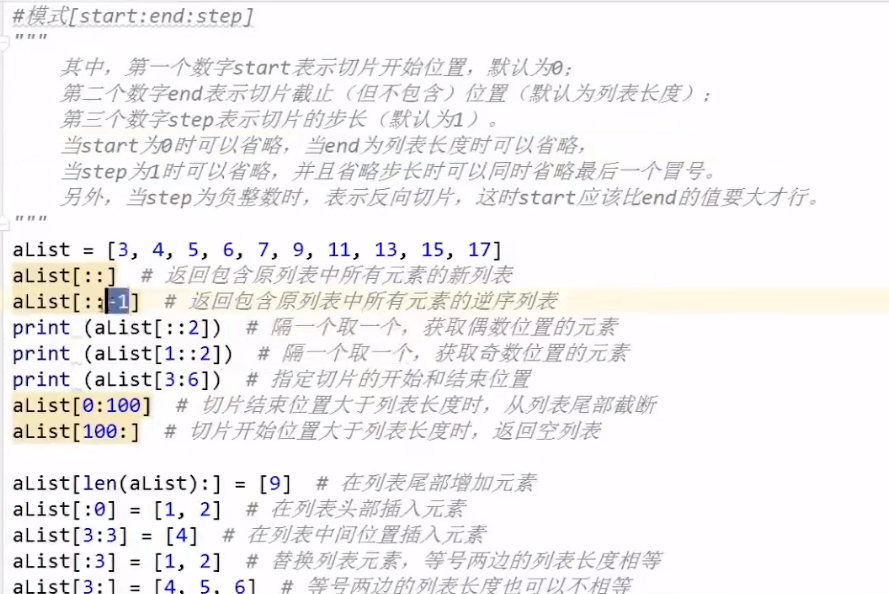 #模式[start:end:step]
"""
其中，第一个数字start表示切片开始位置，默认为0；
第二个数字end表示切片截止（但不包含）位置（默认为列表长度）；
第三个数字step表示切片的步长（默认为1）。
当start为0时可以省略，当end为列表长度时可以省略，
当step为1时可以省略，并且省略步长时可以同时省略最后一个冒号。
另外，当step为负整数时，表示反向切片，这时start应该比end的值要大才行。
"""
aList = [3, 4, 5, 6, 7, 9, 11, 13, 15, 17]
aList[::] # 返回包含原列表中所有元素的新列表
aList[::-1] # 返回包含原列表中所有元素的逆序列表
print (aList[::2]) # 隔一个取一个，获取偶数位置的元素
print (aList[1::2]) # 隔一个取一个，获取奇数位置的元素
print (aList[3:6]) # 指定切片的开始和结束位置
aList[0:100] # 切片结束位置大于列表长度时，从列表尾部截断
aList[100:] # 切片开始位置大于列表长度时，返回空列表
aList[len(aList):] = [9] # 在列表尾部增加元素
aList[:0] = [1, 2] # 在列表头部插入元素
aList[3:3] = [4] # 在列表中间位置插入元素
aList[:3] = [1, 2] # 替换列表元素，等号两边的列表长度相等
aList[3:] = [4, 5, 6] # 等号两边的列表长度也可以不相等